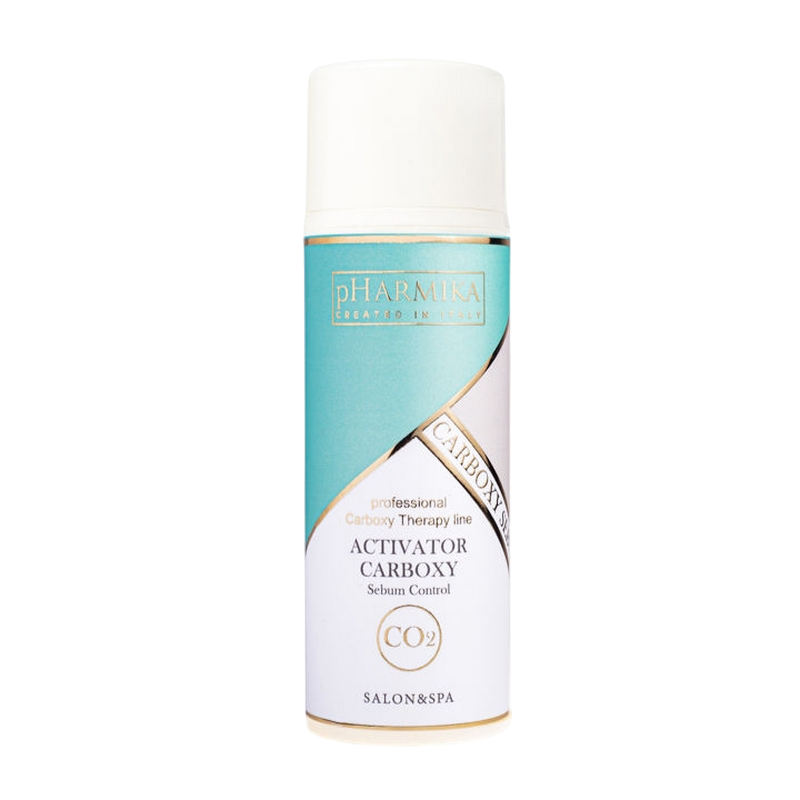 pHARMIKA
CREATED IN ITALY
CARBOXY
professional
Carboxy Therapy line
ACTIVATOR
CARBOXY
Sebum Control
CO2
SALON&SPA